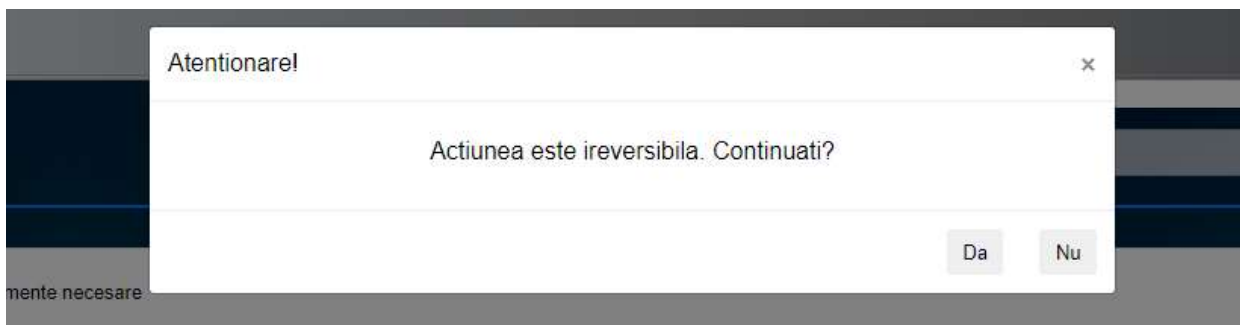 Atentionare!
×
Actiunea este ireversibila. Continuati?
Da
Nu
mente necesare